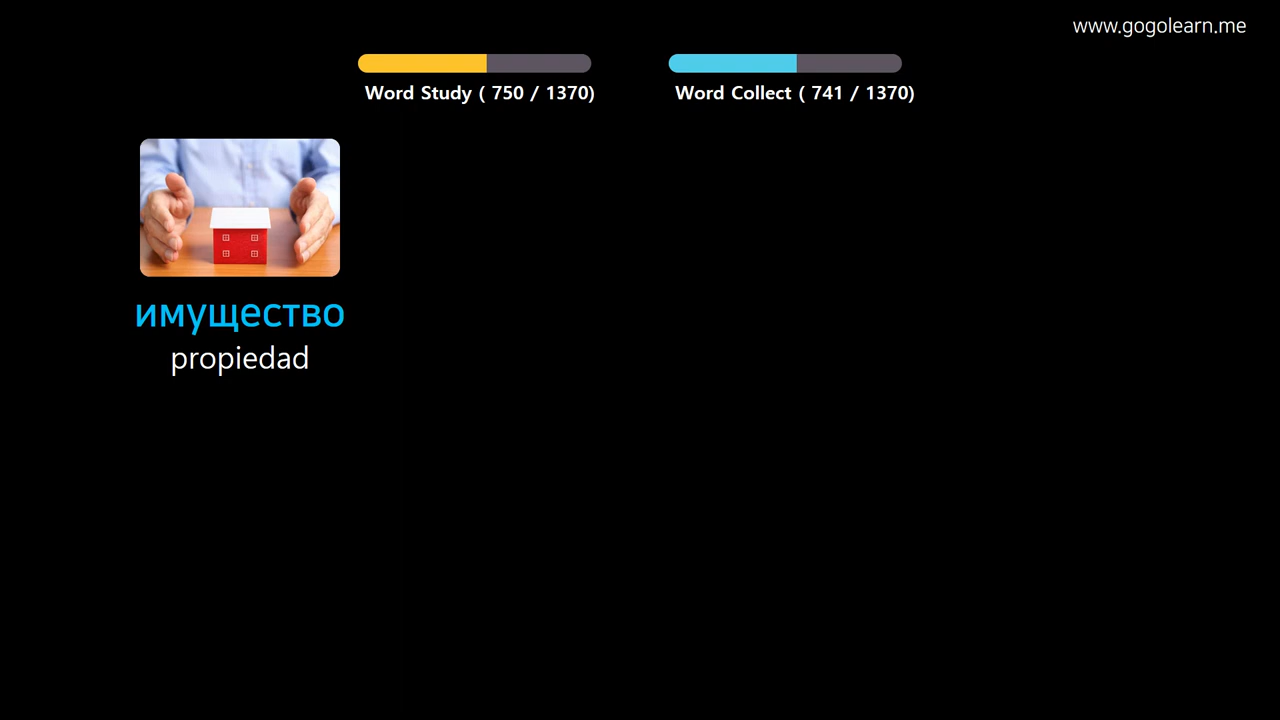 www.gogolearn.me
Word Study ( 750 / 1370)
Word Collect ( 741 / 1370)
имущество
propiedad